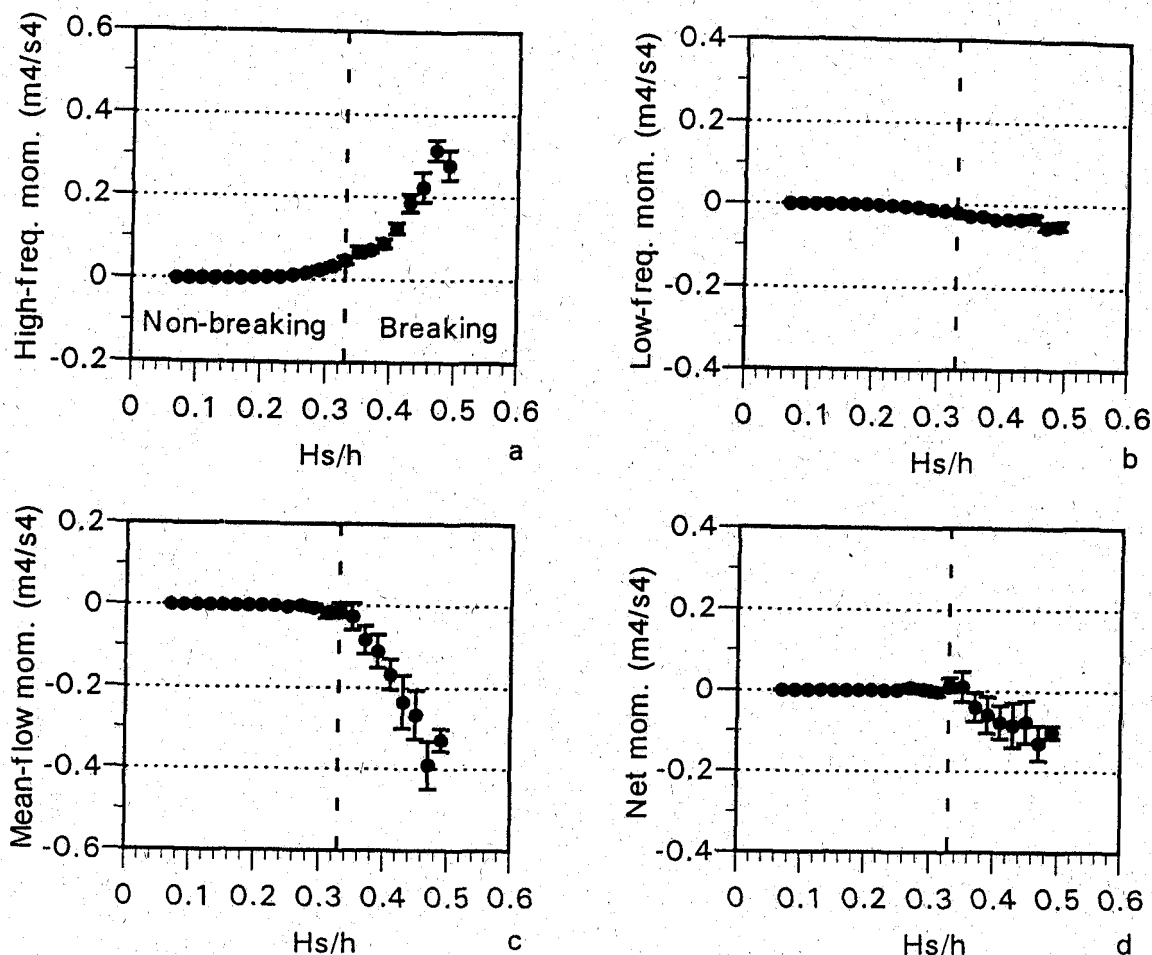 High-freq. mom. (m4/s4)
0.6
0.4
0.2
0
-0.2
Non-breaking
Breaking
0 0.1 0.2 0.3 0.4 0.5 0.6
Hs/h
a
Low-freq. mom. (m4/s4)
0.4
0.2
0
-0.2
-0.4
0 0.1 0.2 0.3 0.4 0.5 0.6
Hs/h
b
Mean-flow mom. (m4/s4)
0.2
0
-0.2
-0.4
-0.6
0 0.1 0.2 0.3 0.4 0.5 0.6
Hs/h
c
Net mom. (m4/s4)
0.4
0.2
0
-0.2
-0.4
0 0.1 0.2 0.3 0.4 0.5 0.6
Hs/h
d